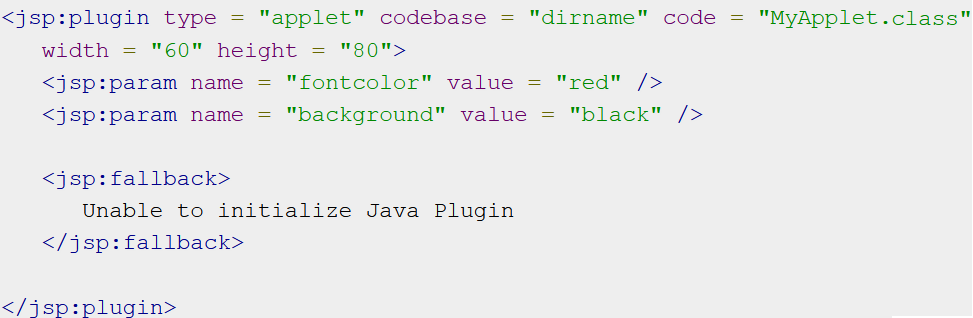 <jsp:plugin type = "applet" codebase = "dirname" code = "MyApplet.class"
width = "60" height = "80">
<jsp:param name = "fontcolor" value = "red" />
<jsp:param name = "background" value = "black" />
<jsp:fallback>
Unable to initialize Java Plugin
</jsp:fallback>
</jsp:plugin>